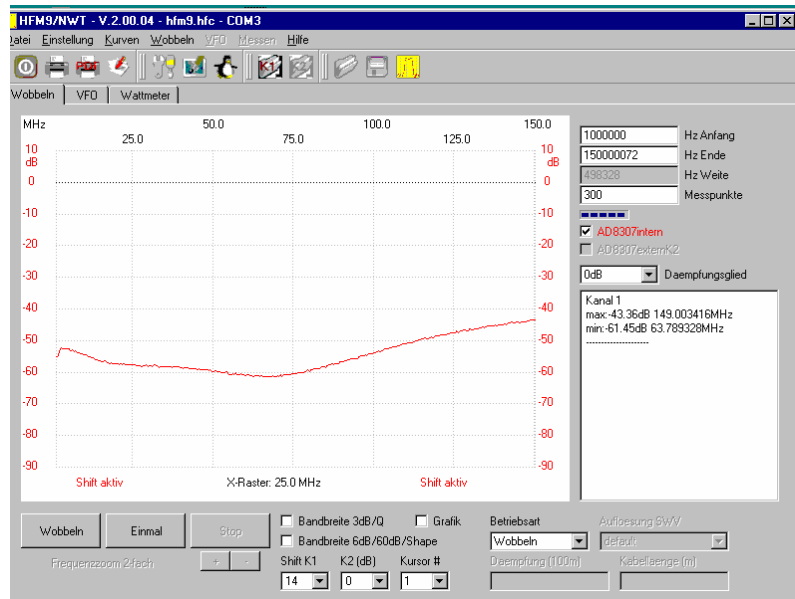 HFM9/NWT - V.2.00.04 - hfm9.hfc - COM3
Datei Einstellung Kurven Wobbeln VFO Messen Hilfe
PDF K1
Wobbeln VFO Wattmeter
MHz 50.0 100.0 150.0
25.0 75.0 125.0
10 10
dB dB
0 0
-10 -10
-20 -20
-30 -30
-40 -40
-50 -50
-60 -60
-70 -70
-80 -80
-90 -90
Shift aktiv X-Raster: 25.0 MHz Shift aktiv
1000000 Hz Anfang
150000072 Hz Ende
498328 Hz Weite
300 Messpunkte
AD8307intern
AD8307externK2
0dB Daempfungsglied
Kanal 1
max:-43.36dB 149.003416MHz
min:-61.45dB 63.789328MHz
---------------------
Wobbeln Einmal Stop
Frequenzzoom 2-fach + -
Bandbreite 3dB/Q Grafik
Bandbreite 6dB/60dB/Shape
Shift K1 K2 (dB) Kursor #
14 0 1
Betriebsart Aufloesung SWV
Wobbeln default
Daempfung (100m) Kabellaenge (m)